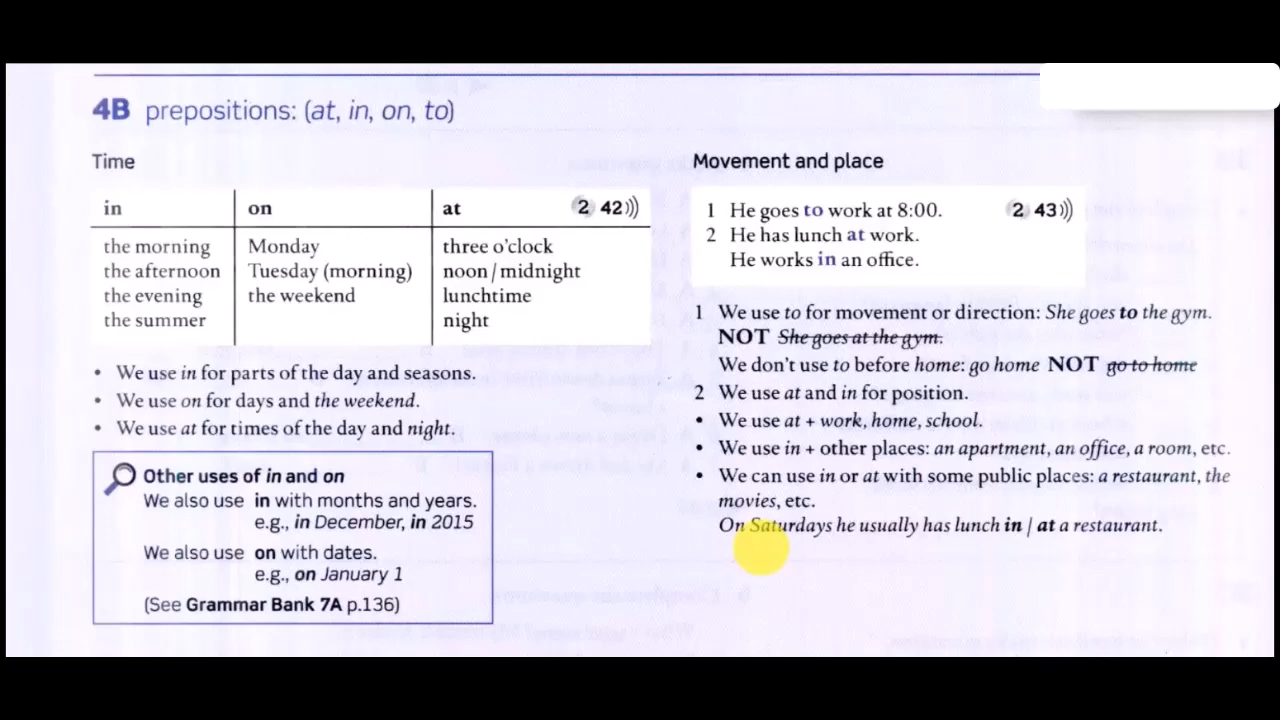 4B prepositions: (at, in, on, to)
Time
in on at 2 42
the morning Monday three o'clock
the afternoon Tuesday (morning) noon / midnight
the evening the weekend lunchtime
the summer night
• We use in for parts of the day and seasons.
• We use on for days and the weekend.
• We use at for times of the day and night.
Other uses of in and on
We also use in with months and years.
e.g., in December, in 2015
We also use on with dates.
e.g., on January 1
(See Grammar Bank 7A p.136)
Movement and place
1 He goes to work at 8:00. 2 43
2 He has lunch at work.
He works in an office.
1 We use to for movement or direction: She goes to the gym.
NOT She goes at the gym.
We don't use to before home: go home NOT go to home
2 We use at and in for position.
• We use at + work, home, school.
• We use in + other places: an apartment, an office, a room, etc.
• We can use in or at with some public places: a restaurant, the
movies, etc.
On Saturdays he usually has lunch in / at a restaurant.